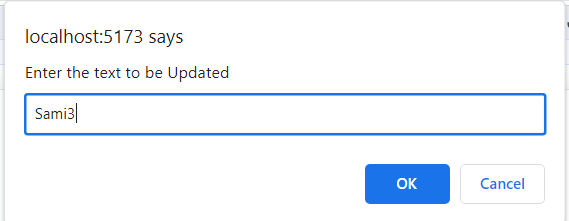 localhost:5173 says
Enter the text to be Updated
Sami3
OK
Cancel